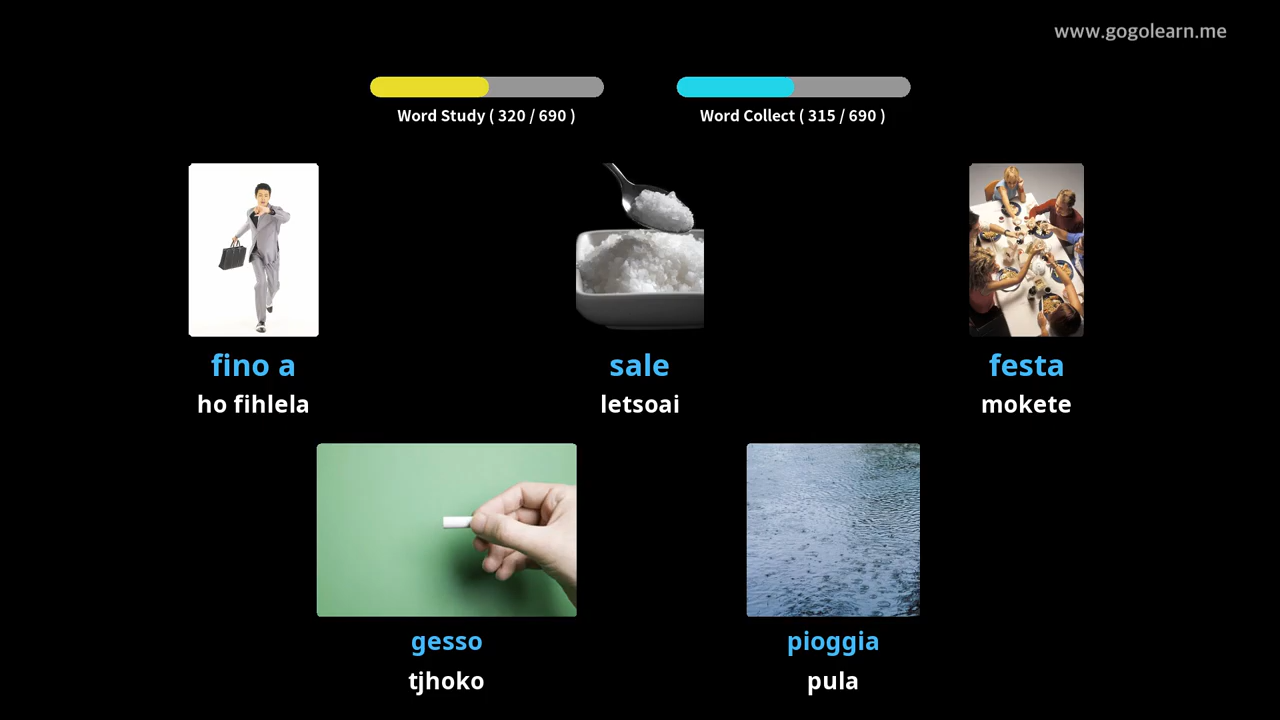 www.gogolearn.me
Word Study ( 320 / 690 )
Word Collect ( 315 / 690 )
fino a
ho fihlela
sale
letsoai
festa
mokete
gesso
tjhoko
pioggia
pula